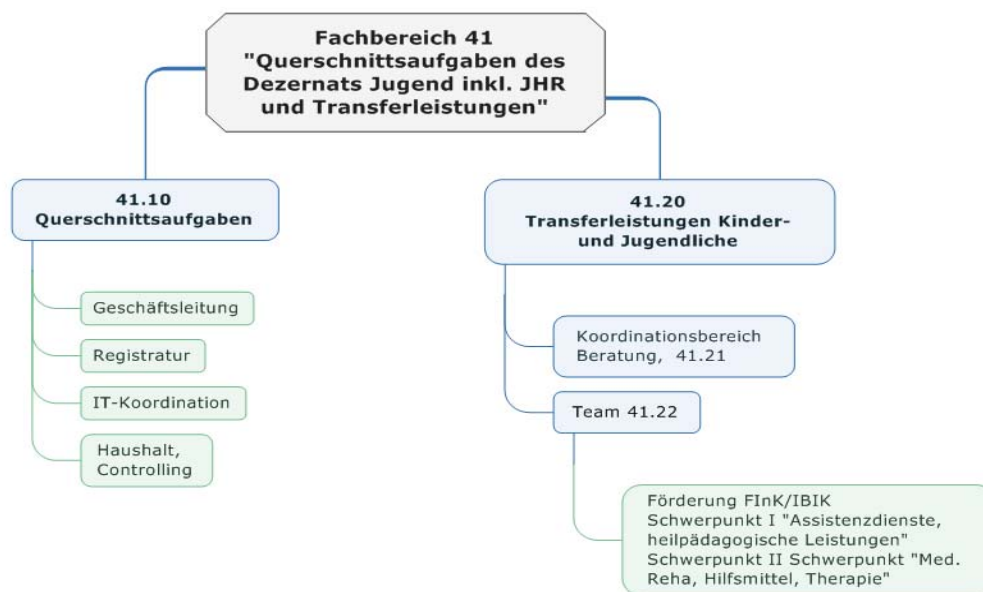 Fachbereich 41
"Querschnittsaufgaben des
Dezernats Jugend inkl. JHR
und Transferleistungen"
41.10
Querschnittsaufgaben
Geschäftsleitung
Registratur
IT-Koordination
Haushalt,
Controlling
41.20
Transferleistungen Kinder-
und Jugendliche
Koordinationsbereich
Beratung, 41.21
Team 41.22
Förderung FInK/IBIK
Schwerpunkt I "Assistenzdienste,
heilpädagogische Leistungen"
Schwerpunkt II Schwerpunkt "Med.
Reha, Hilfsmittel, Therapie"